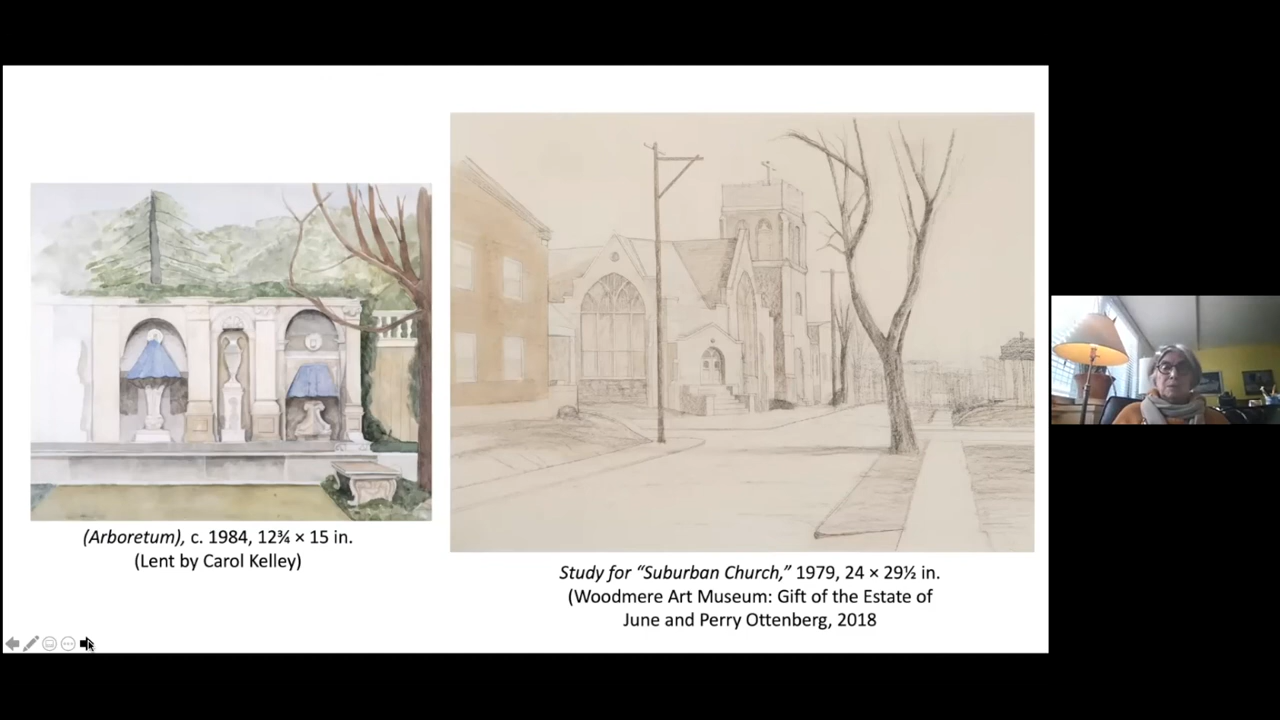 (Arboretum), c. 1984, 12¾ × 15 in.
(Lent by Carol Kelley)
Study for “Suburban Church,” 1979, 24 × 29½ in.
(Woodmere Art Museum: Gift of the Estate of
June and Perry Ottenberg, 2018